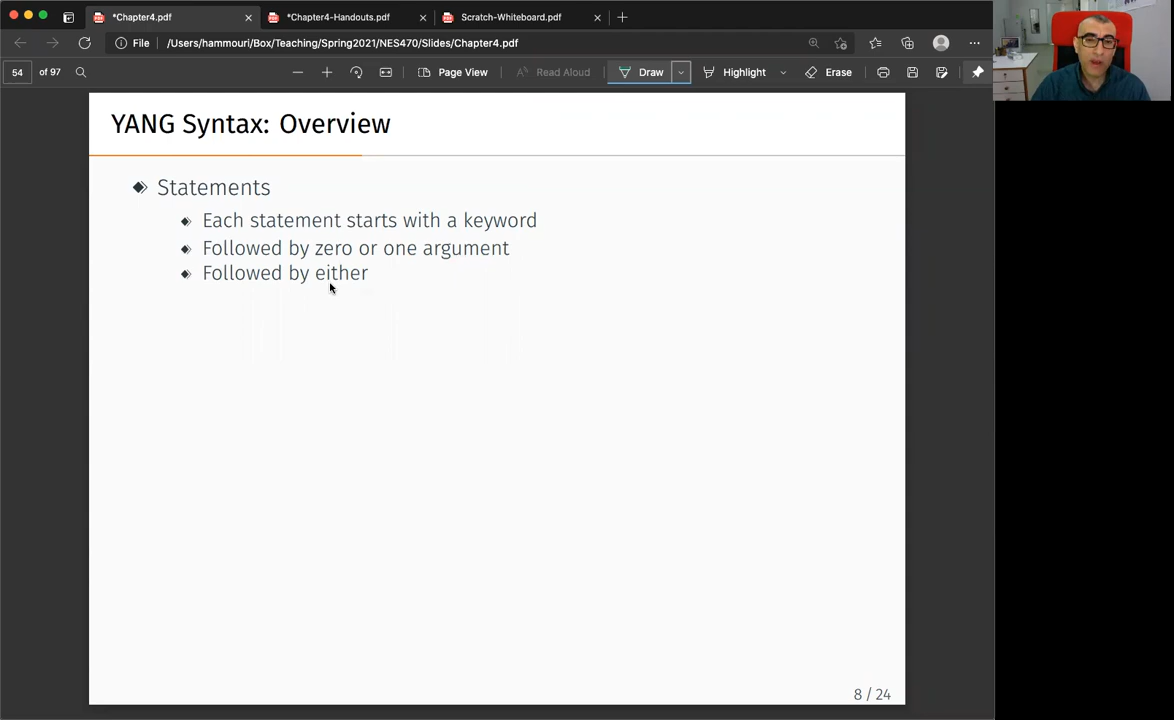 *Chapter4.pdf
*Chapter4-Handouts.pdf
Scratch-Whiteboard.pdf
File
/Users/hammouri/Box/Teaching/Spring2021/NES470/Slides/Chapter4.pdf
54 of 97
Page View
Read Aloud
Draw
Highlight
Erase
YANG Syntax: Overview
Statements
Each statement starts with a keyword
Followed by zero or one argument
Followed by either
8 / 24